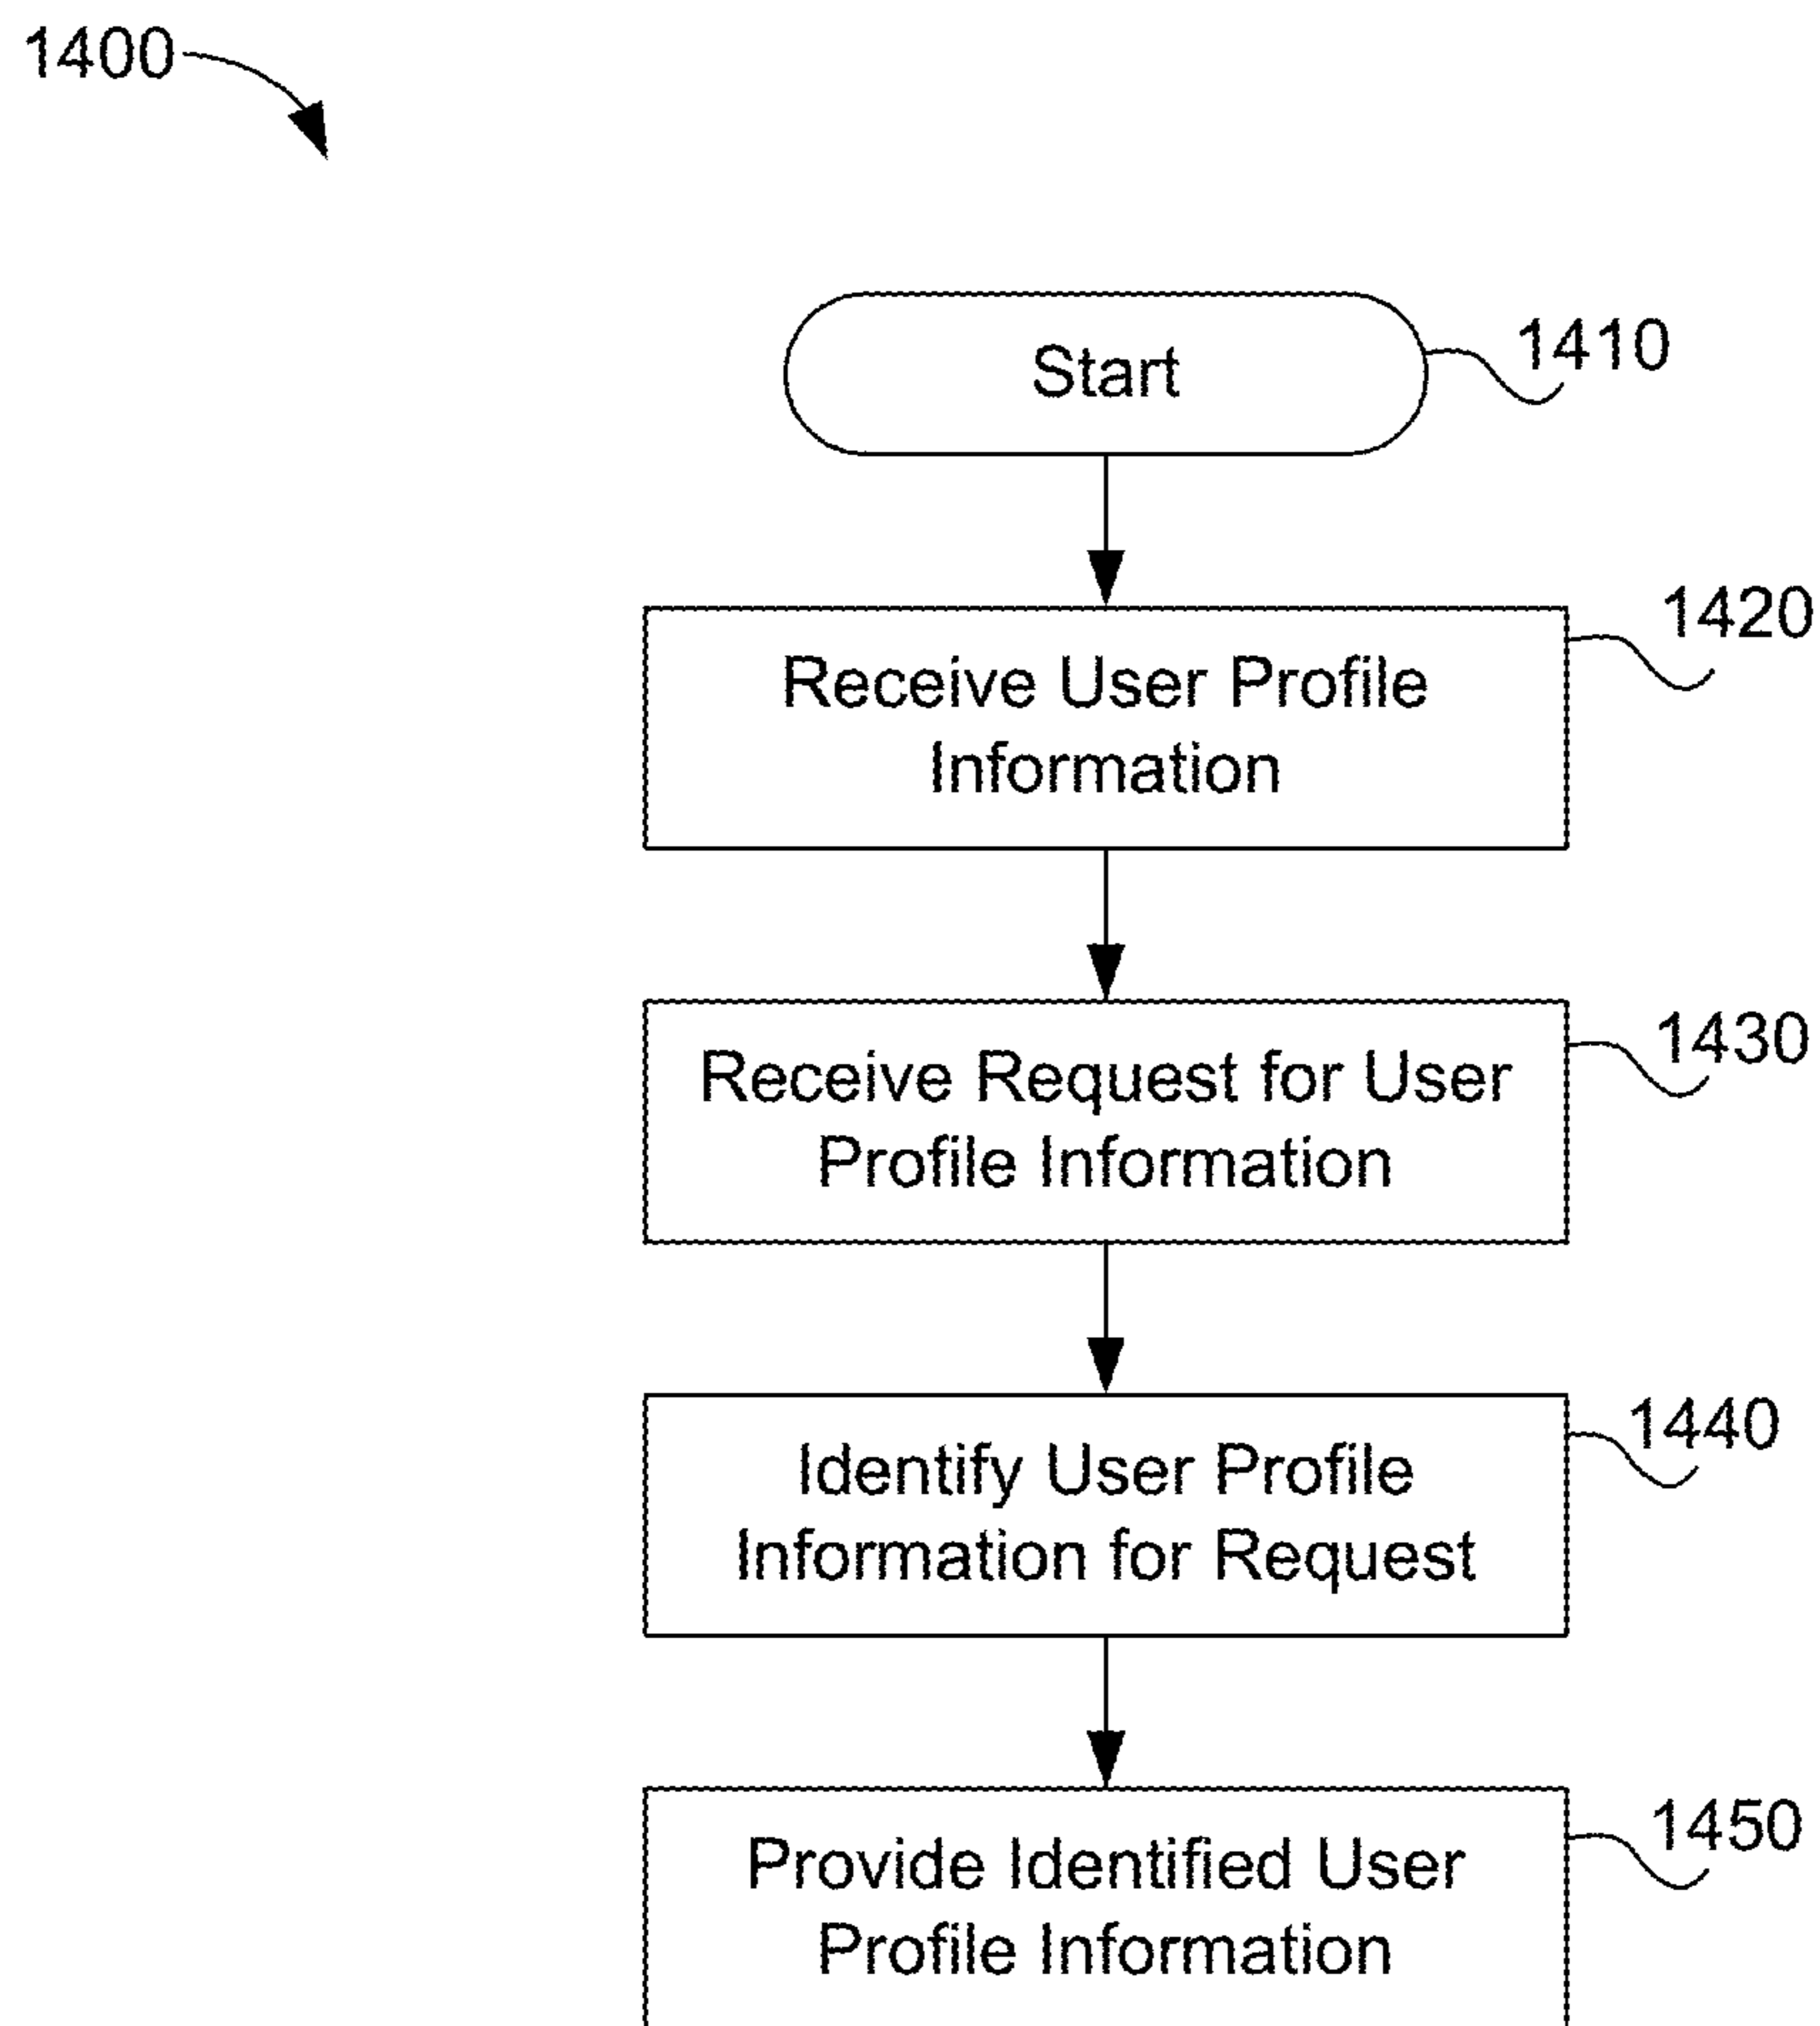 1400
Start
1410
Receive User Profile
Information
1420
Receive Request for User
Profile Information
1430
Identify User Profile
Information for Request
1440
Provide Identified User
Profile Information
1450